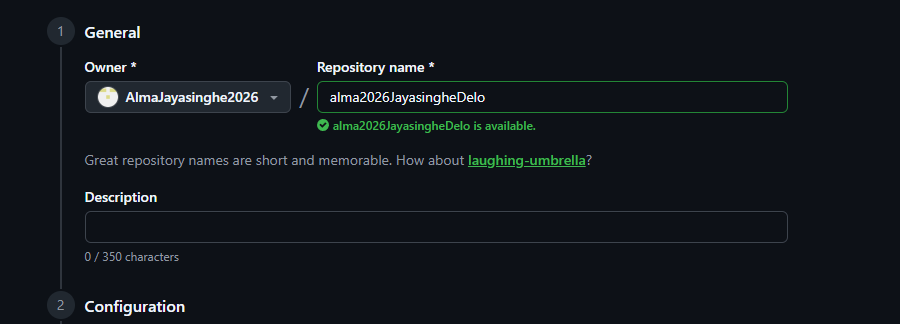 1 General
Owner * Repository name *
AlmaJayasinghe2026 / alma2026JayasingheDelo
alma2026JayasingheDelo is available.
Great repository names are short and memorable. How about laughing-umbrella?
Description
0 / 350 characters
2 Configuration